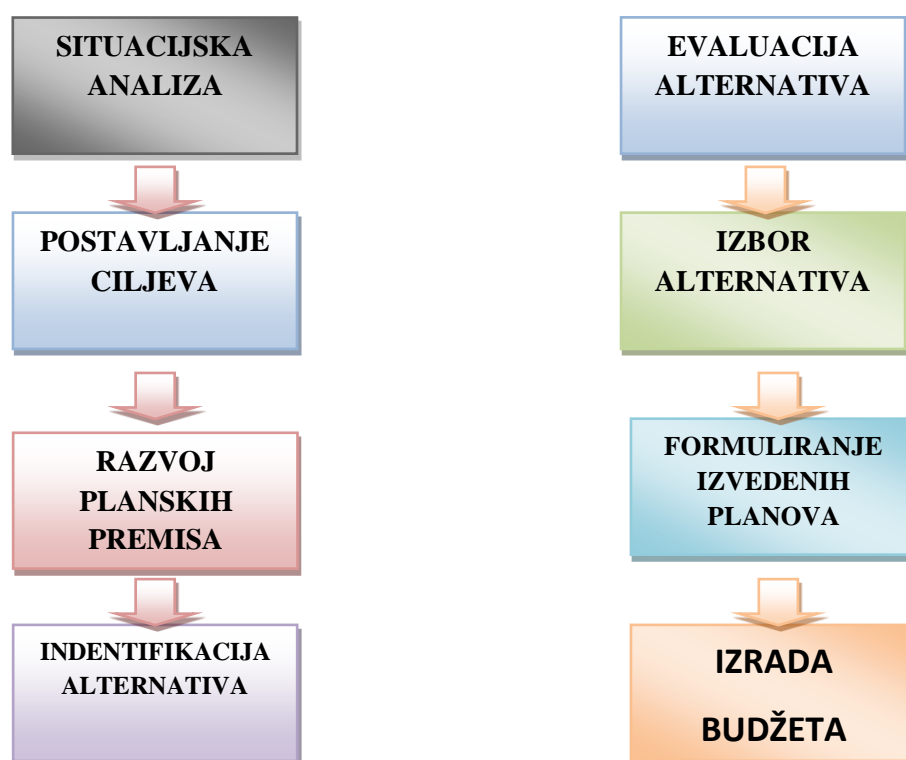 SITUACIJSKA
ANALIZA
POSTAVLJANJE
CILJEVA
RAZVOJ
PLANSKIH
PREMISA
INDENTIFIKACIJA
ALTERNATIVA
EVALUACIJA
ALTERNATIVA
IZBOR
ALTERNATIVA
FORMULIRANJE
IZVEDENIH
PLANOVA
IZRADA
BUDŽETA